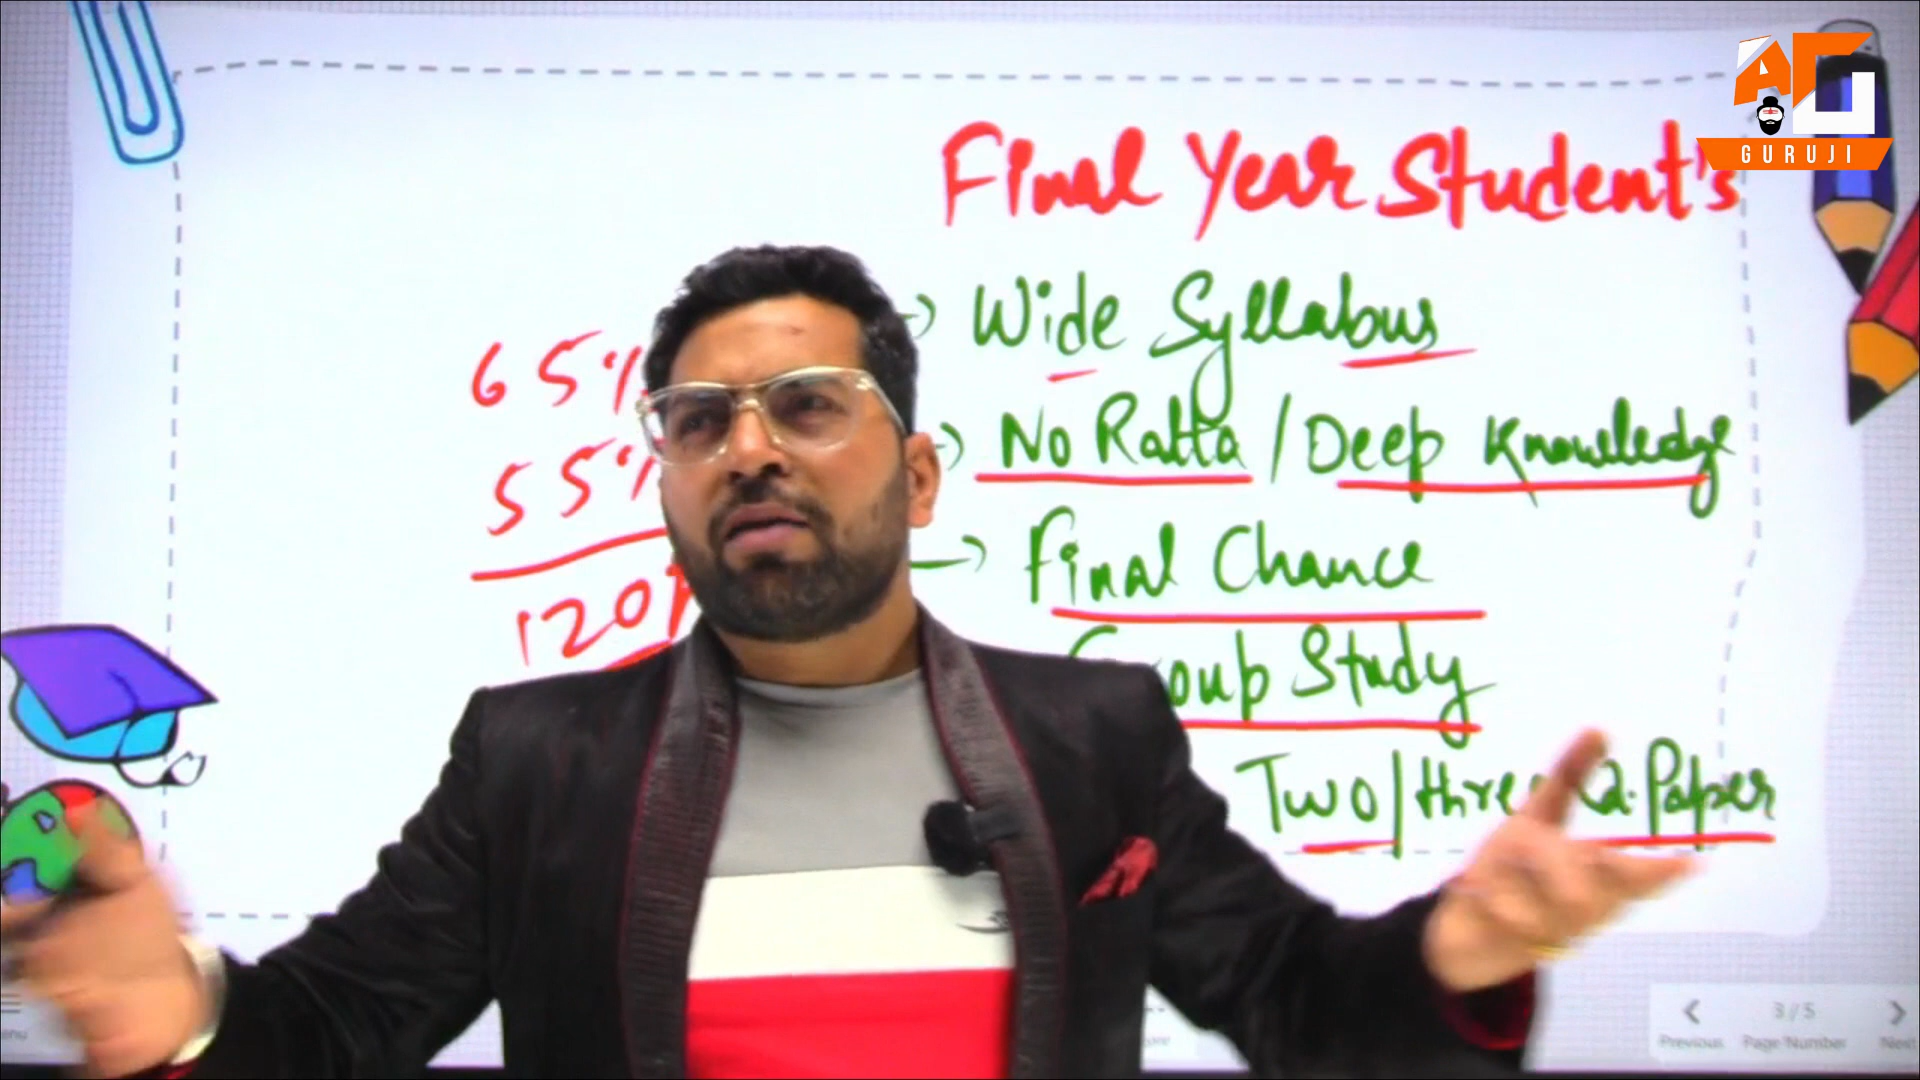 AG
GURUJI
Final Year Student's
→ Wide Syllabus
→ No Ratta / Deep Knowledge
→ Final Chance
Group Study
Two/three Q.Paper
65%
55%
120
3/5
Previous Page Number Next